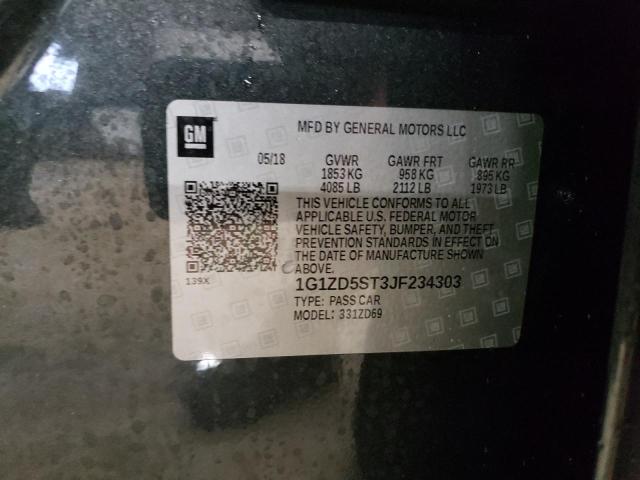 GM
MFD BY GENERAL MOTORS LLC
05/18 GVWR GAWR FRT GAWR RR
1853 KG 958 KG 895 KG
4085 LB 2112 LB 1973 LB
THIS VEHICLE CONFORMS TO ALL
APPLICABLE U.S. FEDERAL MOTOR
VEHICLE SAFETY, BUMPER, AND THEFT
PREVENTION STANDARDS IN EFFECT ON
THE DATE OF MANUFACTURE SHOWN
ABOVE.
139X
1G1ZD5ST3JF234303
TYPE: PASS CAR
MODEL: 331ZD69